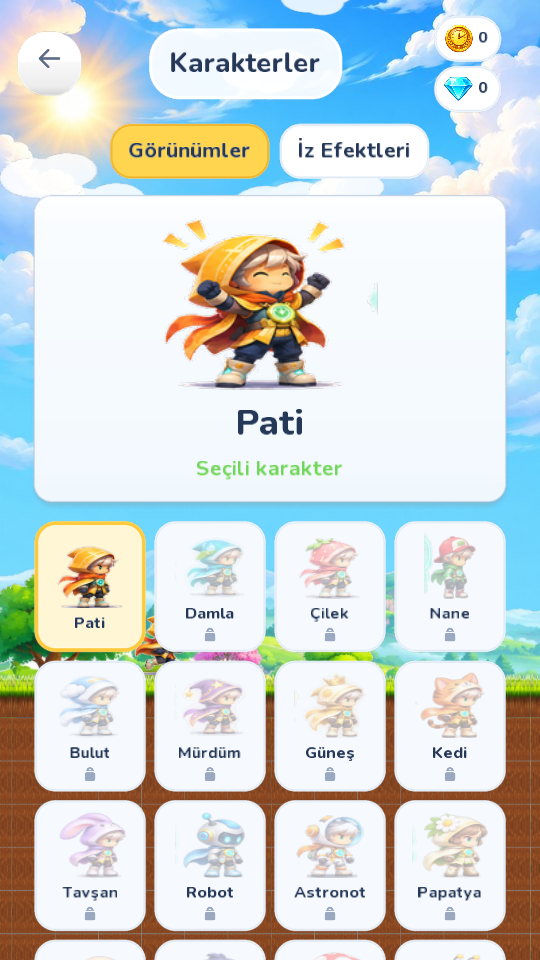 Karakterler
0
0
Görünümler
İz Efektleri
Pati
Seçili karakter
Pati
Damla
Çilek
Nane
Bulut
Mürdüm
Güneş
Kedi
Tavşan
Robot
Astronot
Papatya